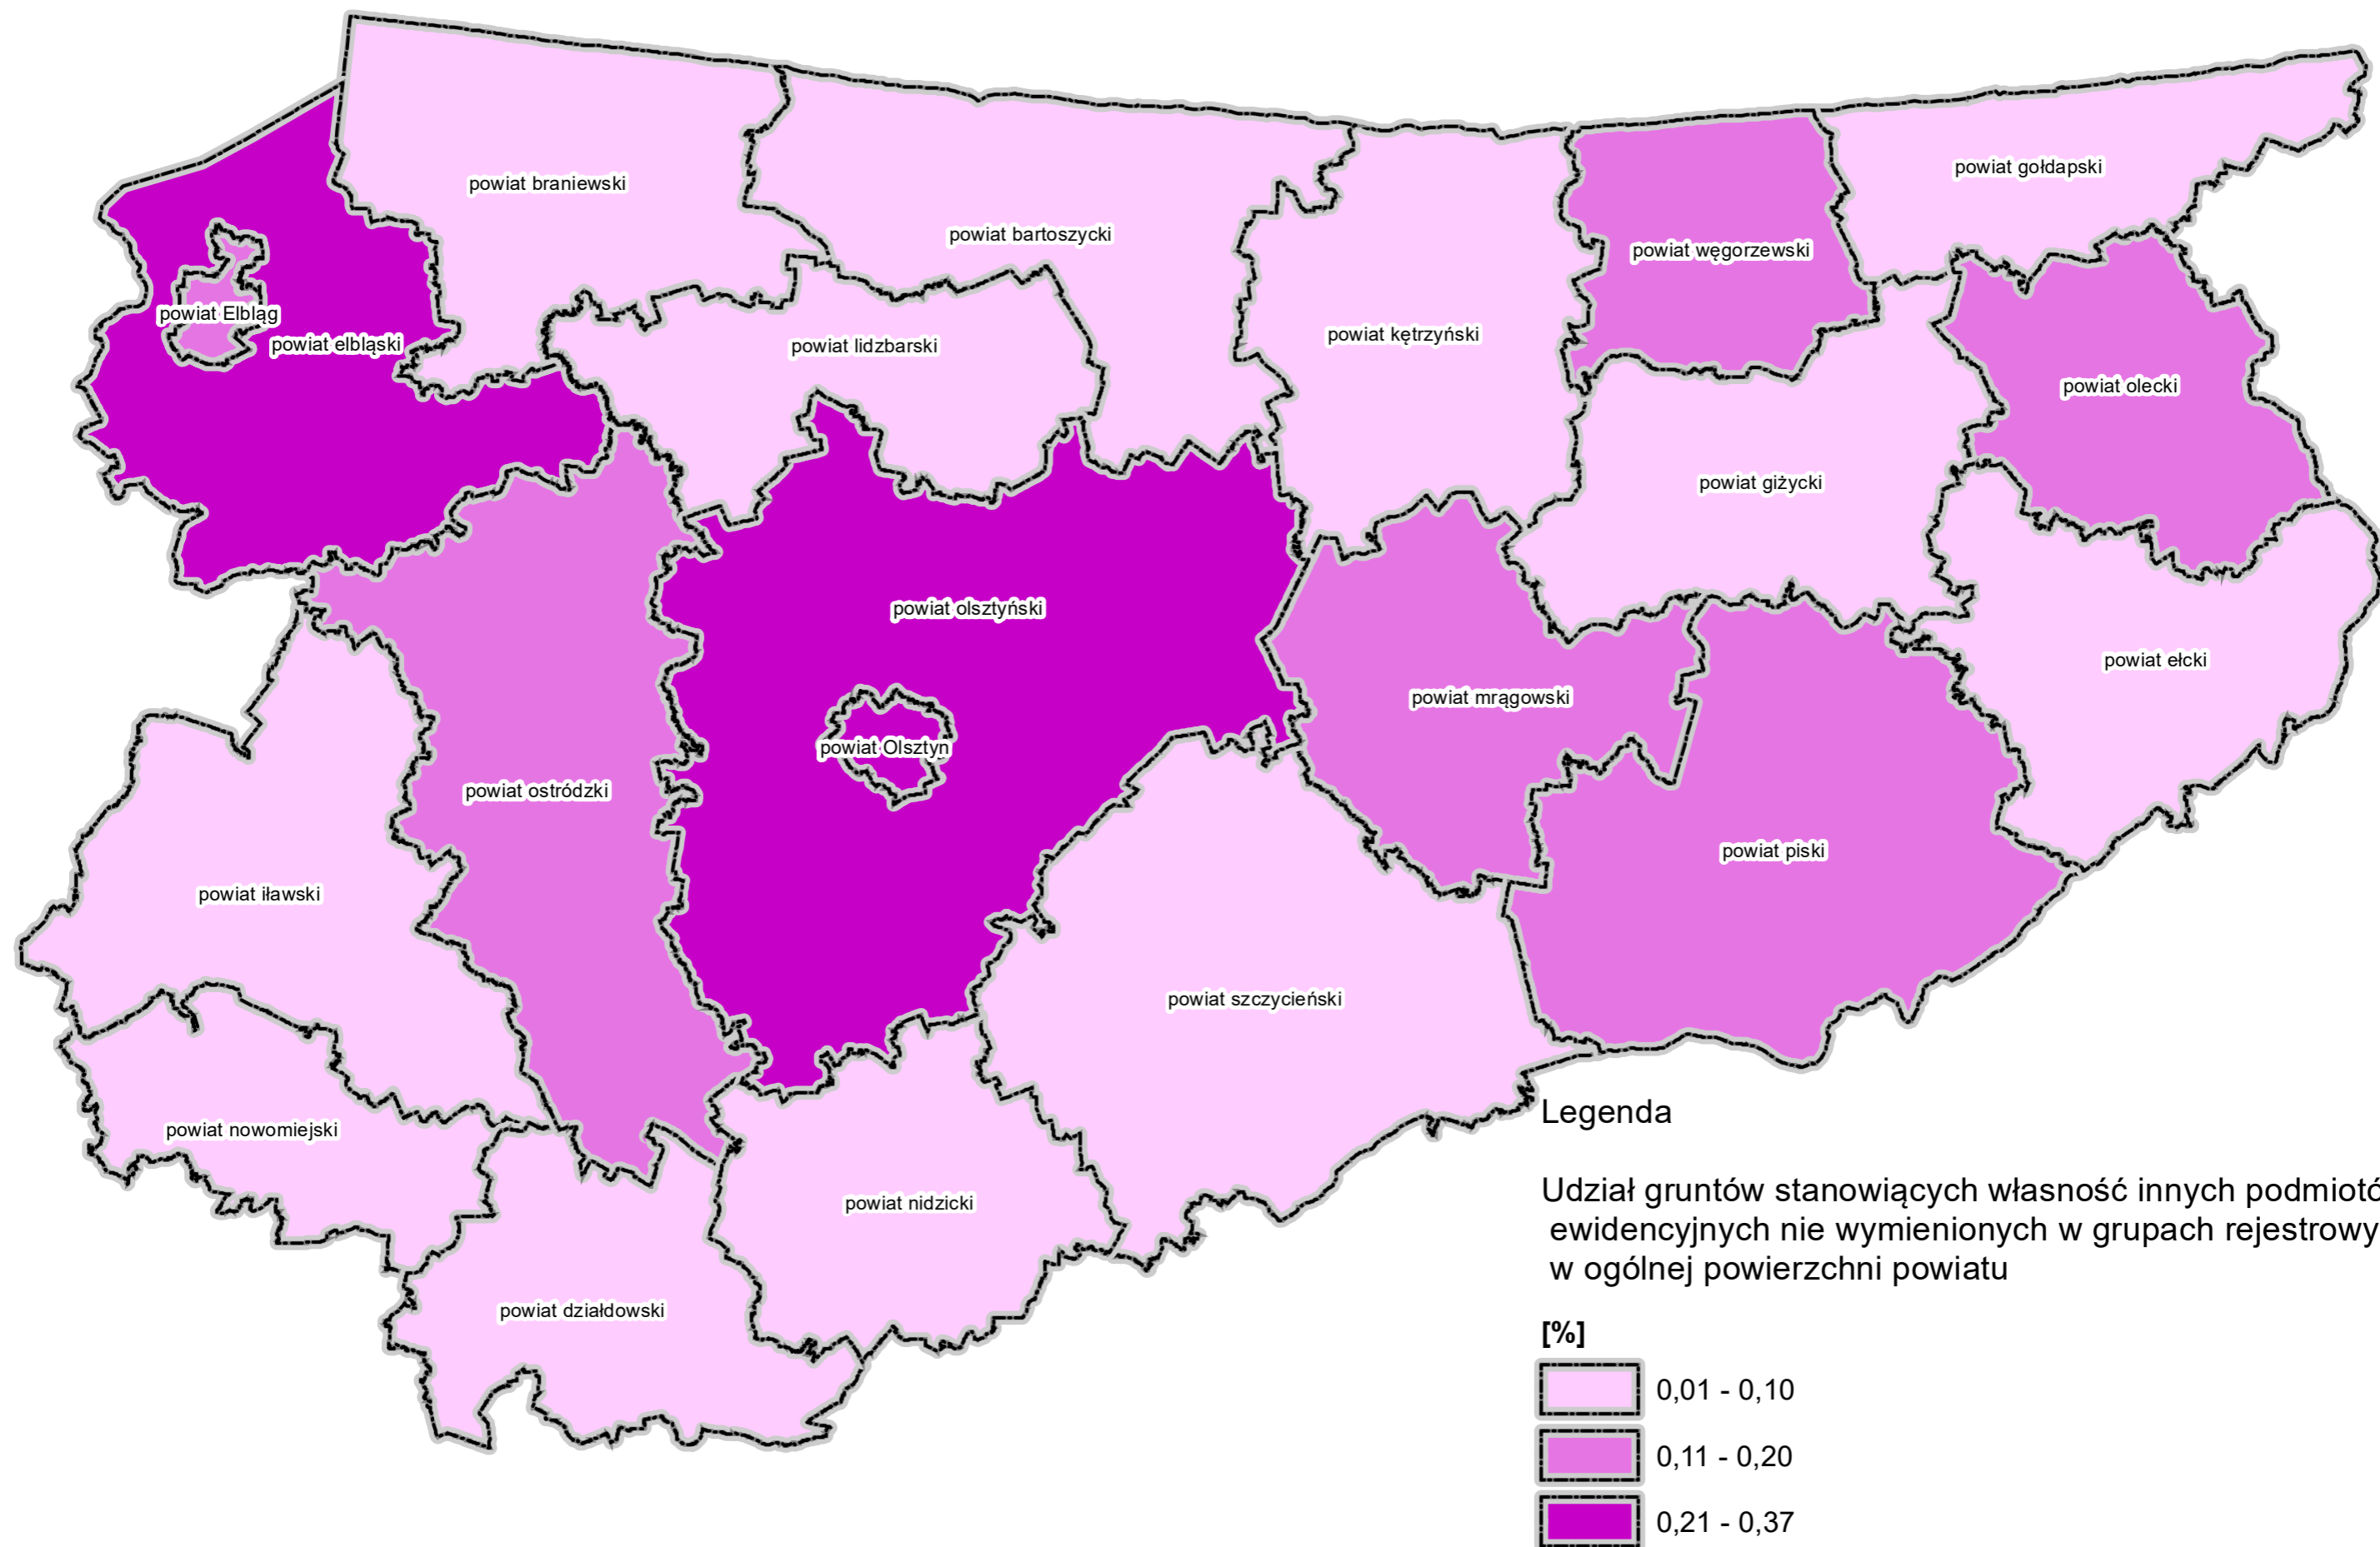 powiat braniewski
powiat gołdapski
powiat bartoszycki
powiat węgorzewski
powiat Elbląg
powiat elbląski
powiat lidzbarski
powiat kętrzyński
powiat olecki
powiat giżycki
powiat olsztyński
powiat ełcki
powiat mrągowski
powiat Olsztyn
powiat ostródzki
powiat piski
powiat iławski
powiat szczycieński
powiat nowomiejski
powiat nidzicki
powiat działdowski
Legenda
Udział gruntów stanowiących własność innych podmiotó
ewidencyjnych nie wymienionych w grupach rejestrowy
w ogólnej powierzchni powiatu
[%]
0,01 - 0,10
0,11 - 0,20
0,21 - 0,37